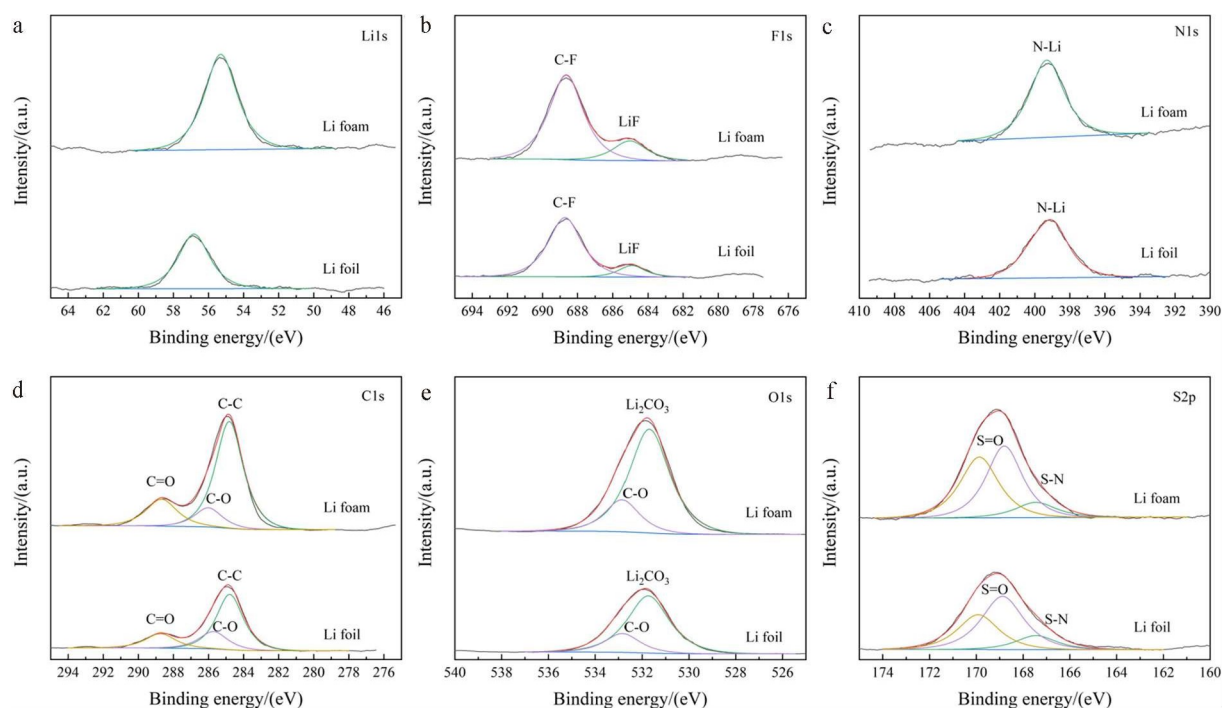 a
Li1s
Li foam
Li foil
Intensity/(a.u.)
64 62 60 58 56 54 52 50 48 46
Binding energy/(eV)
b
F1s
C-F
LiF
Li foam
C-F
LiF
Li foil
Intensity/(a.u.)
694 692 690 688 686 684 682 680 678 676
Binding energy/(eV)
c
N1s
N-Li
Li foam
N-Li
Li foil
Intensity/(a.u.)
410 408 406 404 402 400 398 396 394 392 390
Binding energy/(eV)
d
C1s
C-C
C=O
C-O
Li foam
C-C
C=O
C-O
Li foil
Intensity/(a.u.)
294 292 290 288 286 284 282 280 278 276
Binding energy/(eV)
e
O1s
Li₂CO₃
C-O
Li foam
Li₂CO₃
C-O
Li foil
Intensity/(a.u.)
540 538 536 534 532 530 528 526
Binding energy/(eV)
f
S2p
S=O
S-N
Li foam
S=O
S-N
Li foil
Intensity/(a.u.)
174 172 170 168 166 164 162 160
Binding energy/(eV)